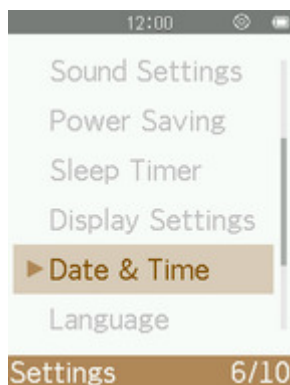 12:00
Sound Settings
Power Saving
Sleep Timer
Display Settings
Date & Time
Language
Settings 6/10